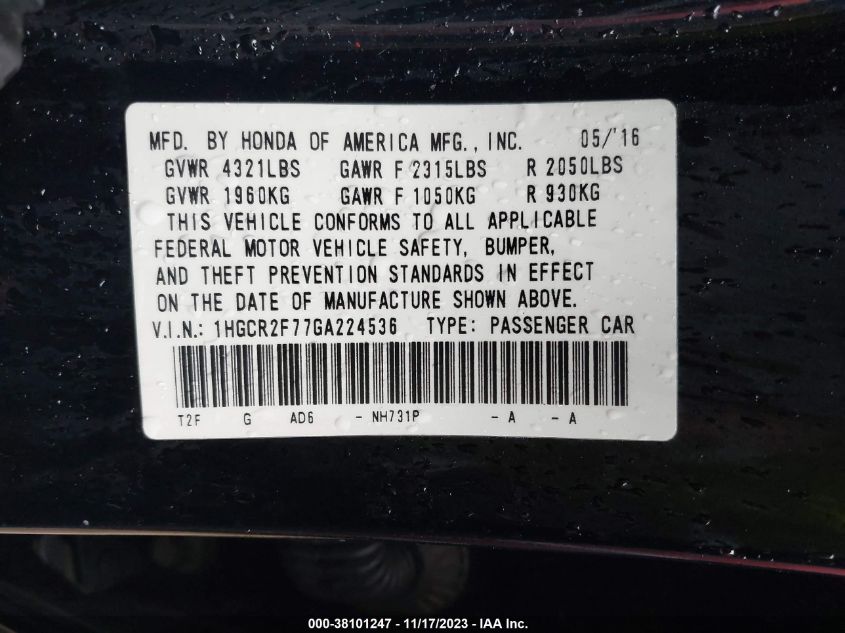 MFD. BY HONDA OF AMERICA MFG., INC. 05/'16
GVWR 4321LBS GAWR F 2315LBS R 2050LBS
GVWR 1960KG GAWR F 1050KG R 930KG
THIS VEHICLE CONFORMS TO ALL APPLICABLE
FEDERAL MOTOR VEHICLE SAFETY, BUMPER,
AND THEFT PREVENTION STANDARDS IN EFFECT
ON THE DATE OF MANUFACTURE SHOWN ABOVE.
V.I.N.: 1HGCR2F77GA224536 TYPE: PASSENGER CAR
T2F G AD6 - NH731P - A - A
000-38101247 - 11/17/2023 - IAA Inc.